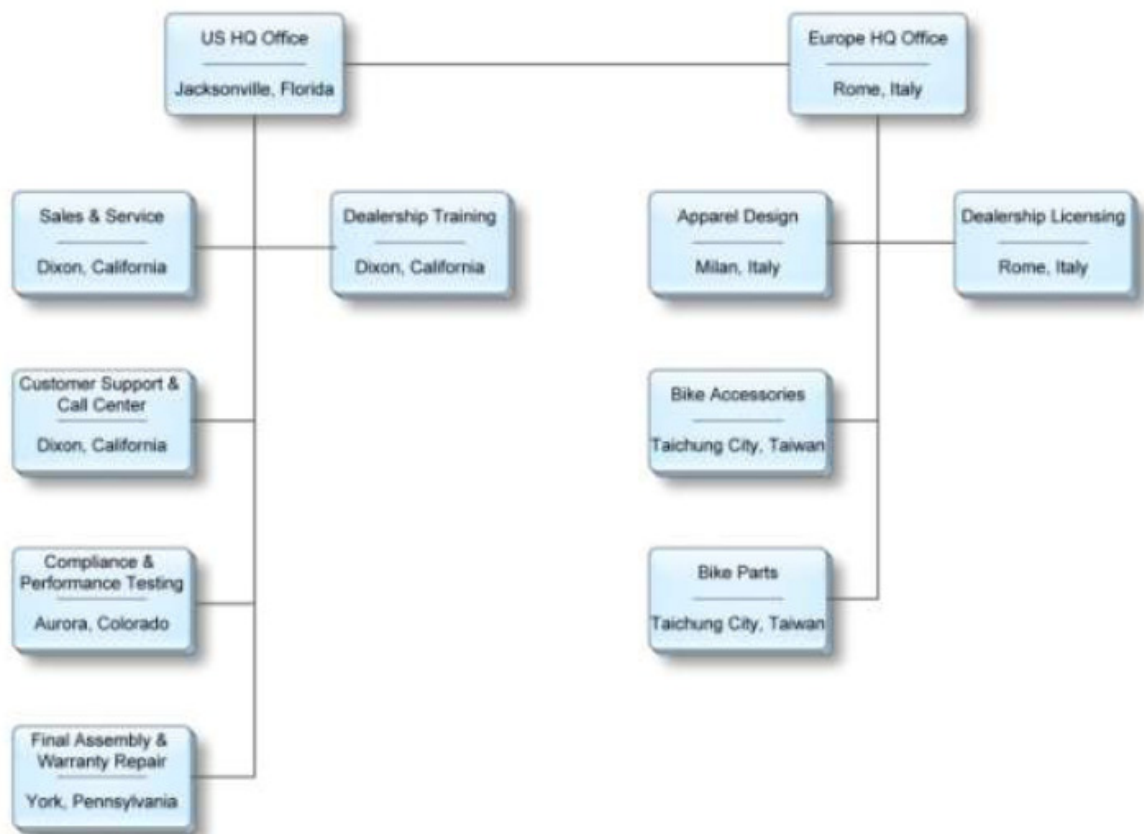 US HQ Office
Jacksonville, Florida
Europe HQ Office
Rome, Italy
Sales & Service
Dixon, California
Dealership Training
Dixon, California
Apparel Design
Milan, Italy
Dealership Licensing
Rome, Italy
Customer Support &
Call Center
Dixon, California
Bike Accessories
Taichung City, Taiwan
Compliance &
Performance Testing
Aurora, Colorado
Bike Parts
Taichung City, Taiwan
Final Assembly &
Warranty Repair
York, Pennsylvania